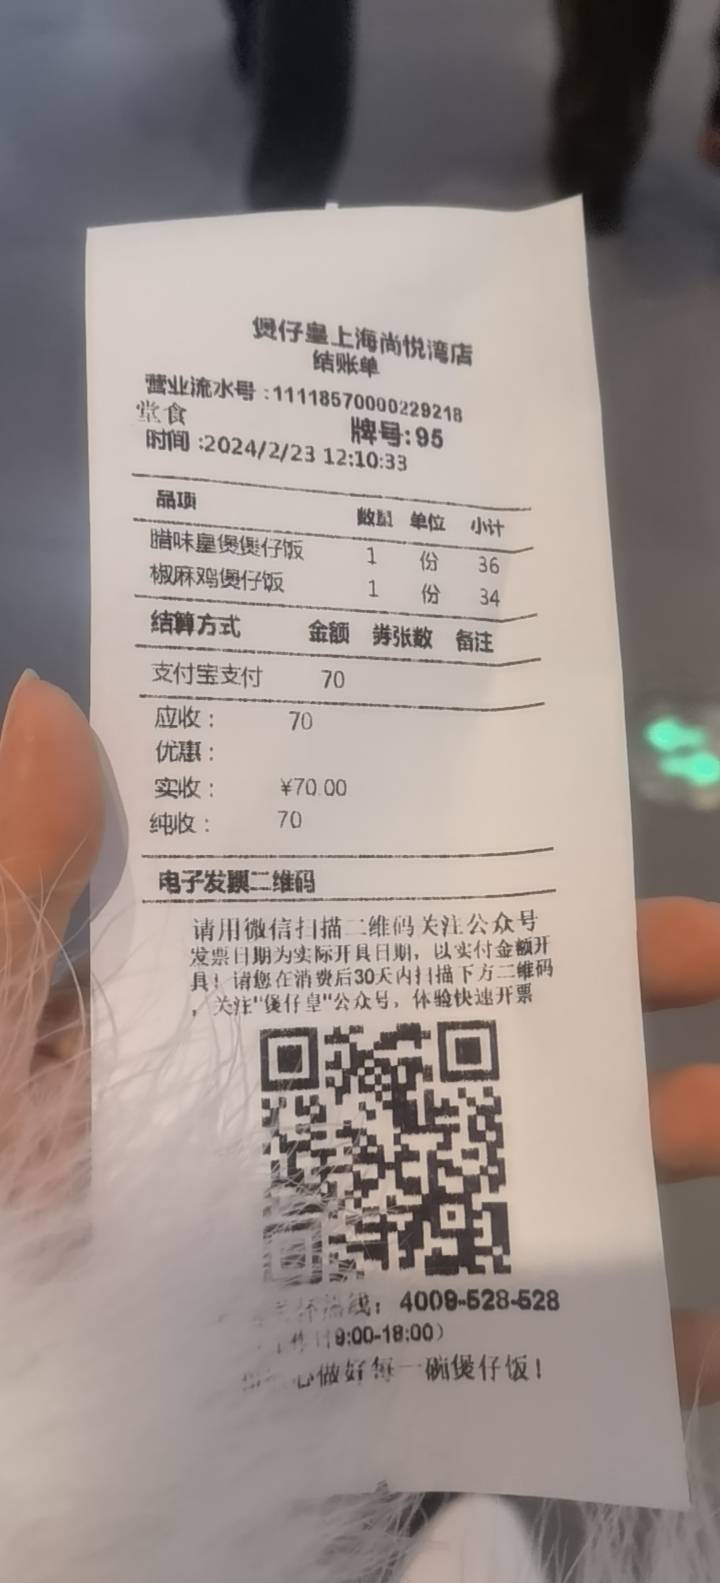 煲仔皇上海尚悦湾店
结账单
营业流水号:11118570000229218
堂食 牌号:95
时间:2024/2/23 12:10:33
品项 数量 单位 小计
腊味皇煲煲仔饭 1 份 36
椒麻鸡煲仔饭 1 份 34
结算方式 金额 券张数 备注
支付宝支付 70
应收: 70
优惠:
实收: ¥70.00
纯收: 70
电子发票二维码
请用微信扫描二维码关注公众号
发票日期为实际开具日期，以实付金额开
具！请您在消费后30天内扫描下方二维码
，关注"煲仔皇"公众号，体验快速开票
热线：4009-528-528
9:00-18:00）
心做好每一碗煲仔饭！